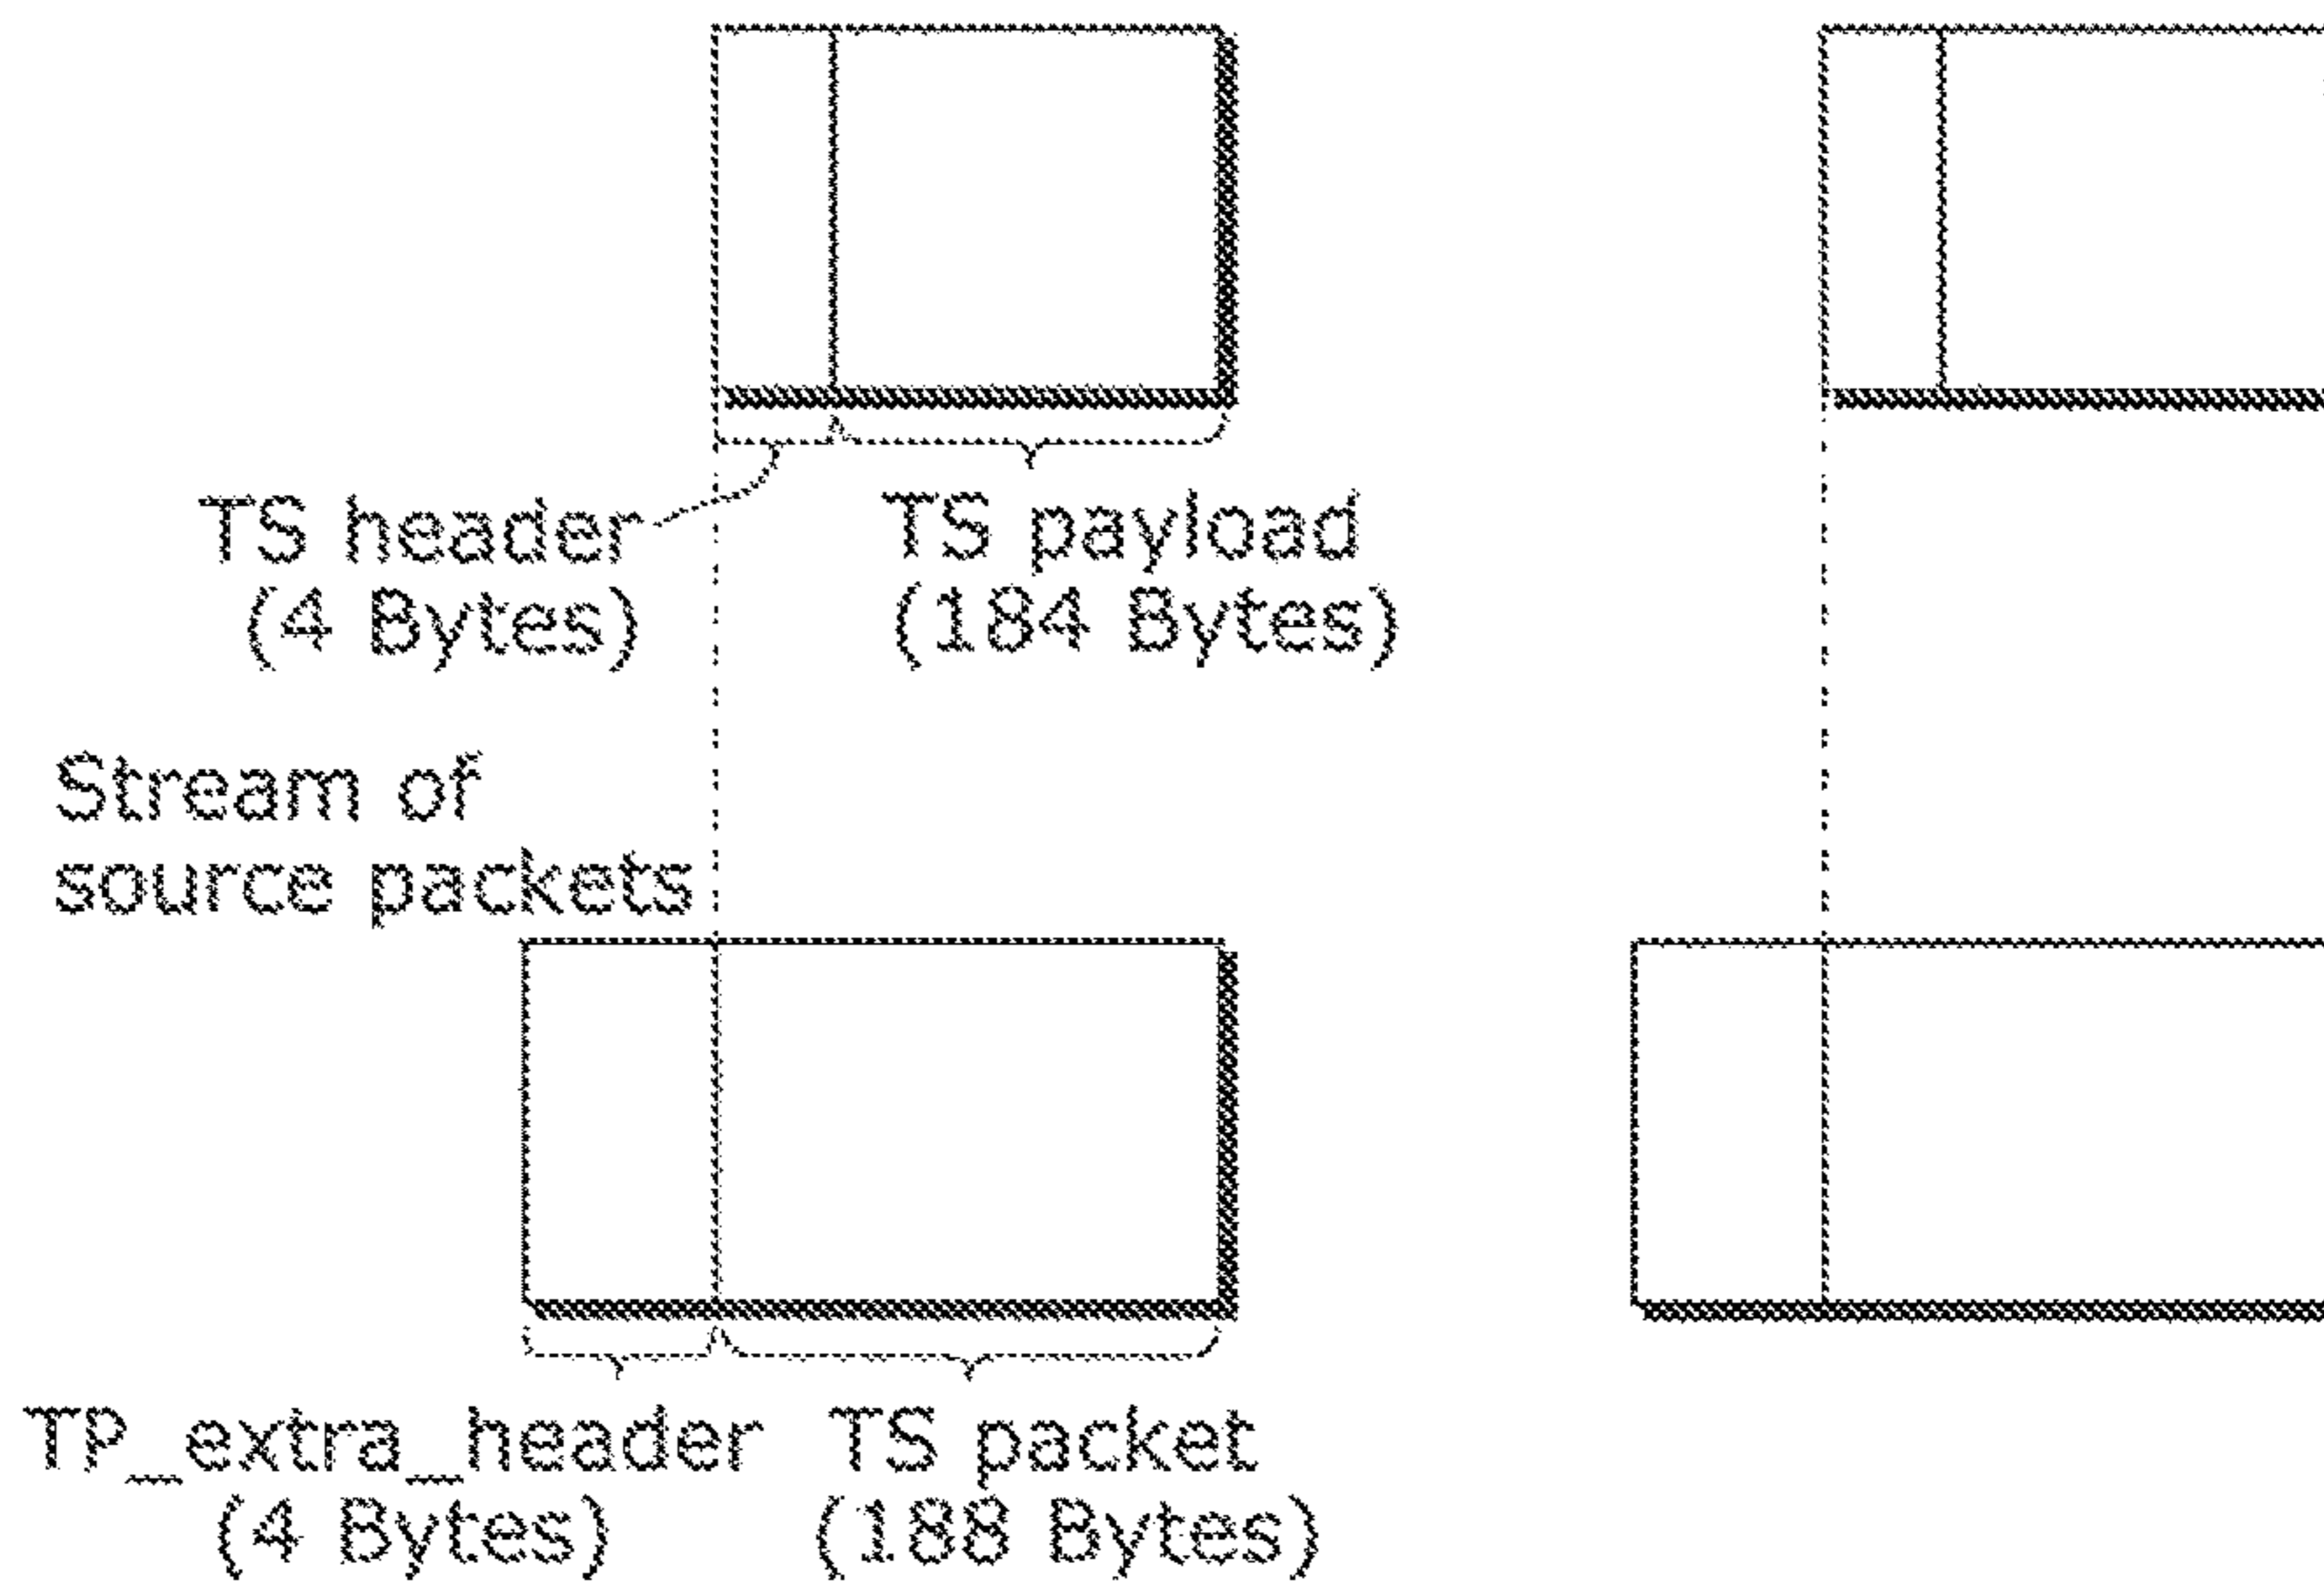 TS header
(4 Bytes)
TS payload
(184 Bytes)
Stream of
source packets
TP_extra_header
(4 Bytes)
TS packet
(188 Bytes)